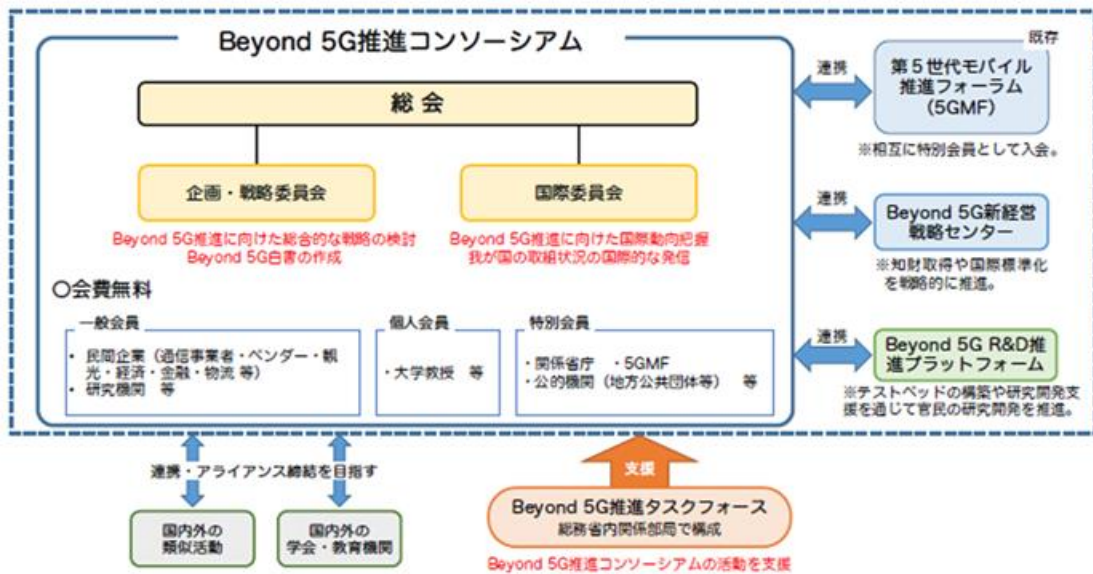 Beyond 5G推進コンソーシアム
総 会
企画・戦略委員会
Beyond 5G推進に向けた総合的な戦略の検討
Beyond 5G白書の作成
国際委員会
Beyond 5G推進に向けた国際動向把握
我が国の取組状況の国際的な発信
〇会費無料
一般会員
• 民間企業（通信事業者・ベンダー・観
光・経済・金融・物流 等）
• 研究機関 等
個人会員
・大学教授 等
特別会員
・関係省庁 ・5GMF
・公的機関（地方公共団体等） 等
連携
既存
第５世代モバイル
推進フォーラム
（5GMF）
※相互に特別会員として入会。
連携
Beyond 5G新経営
戦略センター
※知財取得や国際標準化
を戦略的に推進。
連携
Beyond 5G R&D推
進プラットフォーム
※テストベッドの構築や研究開発支
援を通じて官民の研究開発を推進。
連携・アライアンス締結を目指す
国内外の
類似活動
国内外の
学会・教育機関
支援
Beyond 5G推進タスクフォース
総務省内関係部局で構成
Beyond 5G推進コンソーシアムの活動を支援